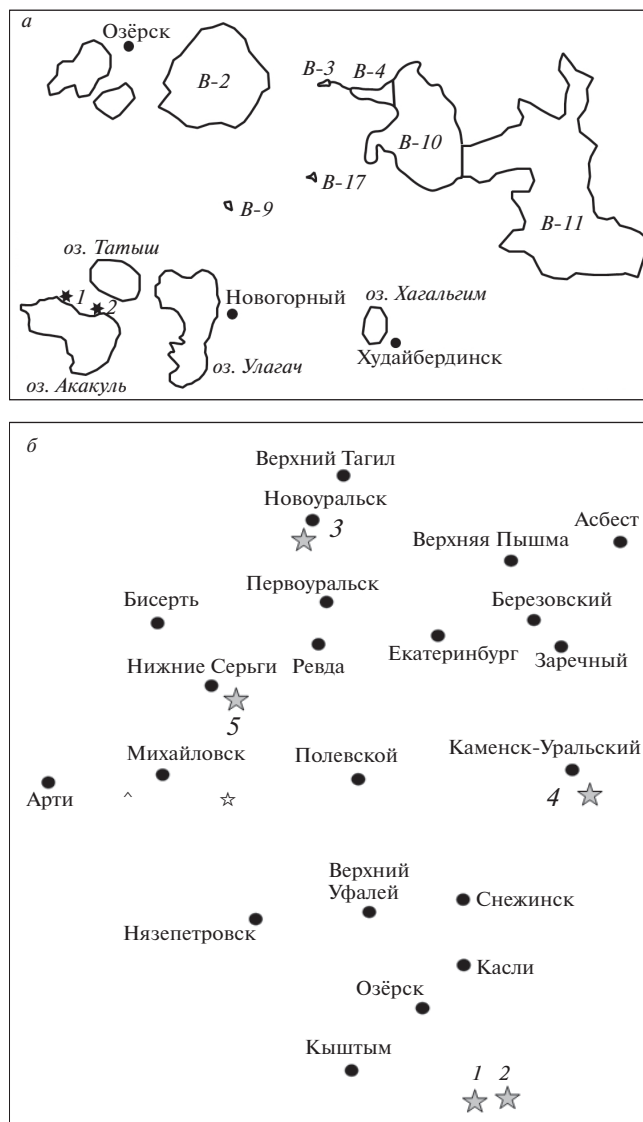 а
Озёрск
В-2
В-3
В-4
В-10
В-17
В-9
В-11
оз. Татыш
1
2
Новогорный
оз. Хагальгим
оз. Улагач
Худайбердинск
оз. Акакуль
б
Верхний Тагил
Новоуральск
3
Асбест
Верхняя Пышма
Первоуральск
Бисерть
Березовский
Екатеринбург
Заречный
Нижние Серьги
Ревда
5
Михайловск
Полевской
Каменск-Уральский
Арти
^
4
Верхний
Уфалей
Снежинск
Нязепетровск
Касли
Озёрск
Кыштым
1 2